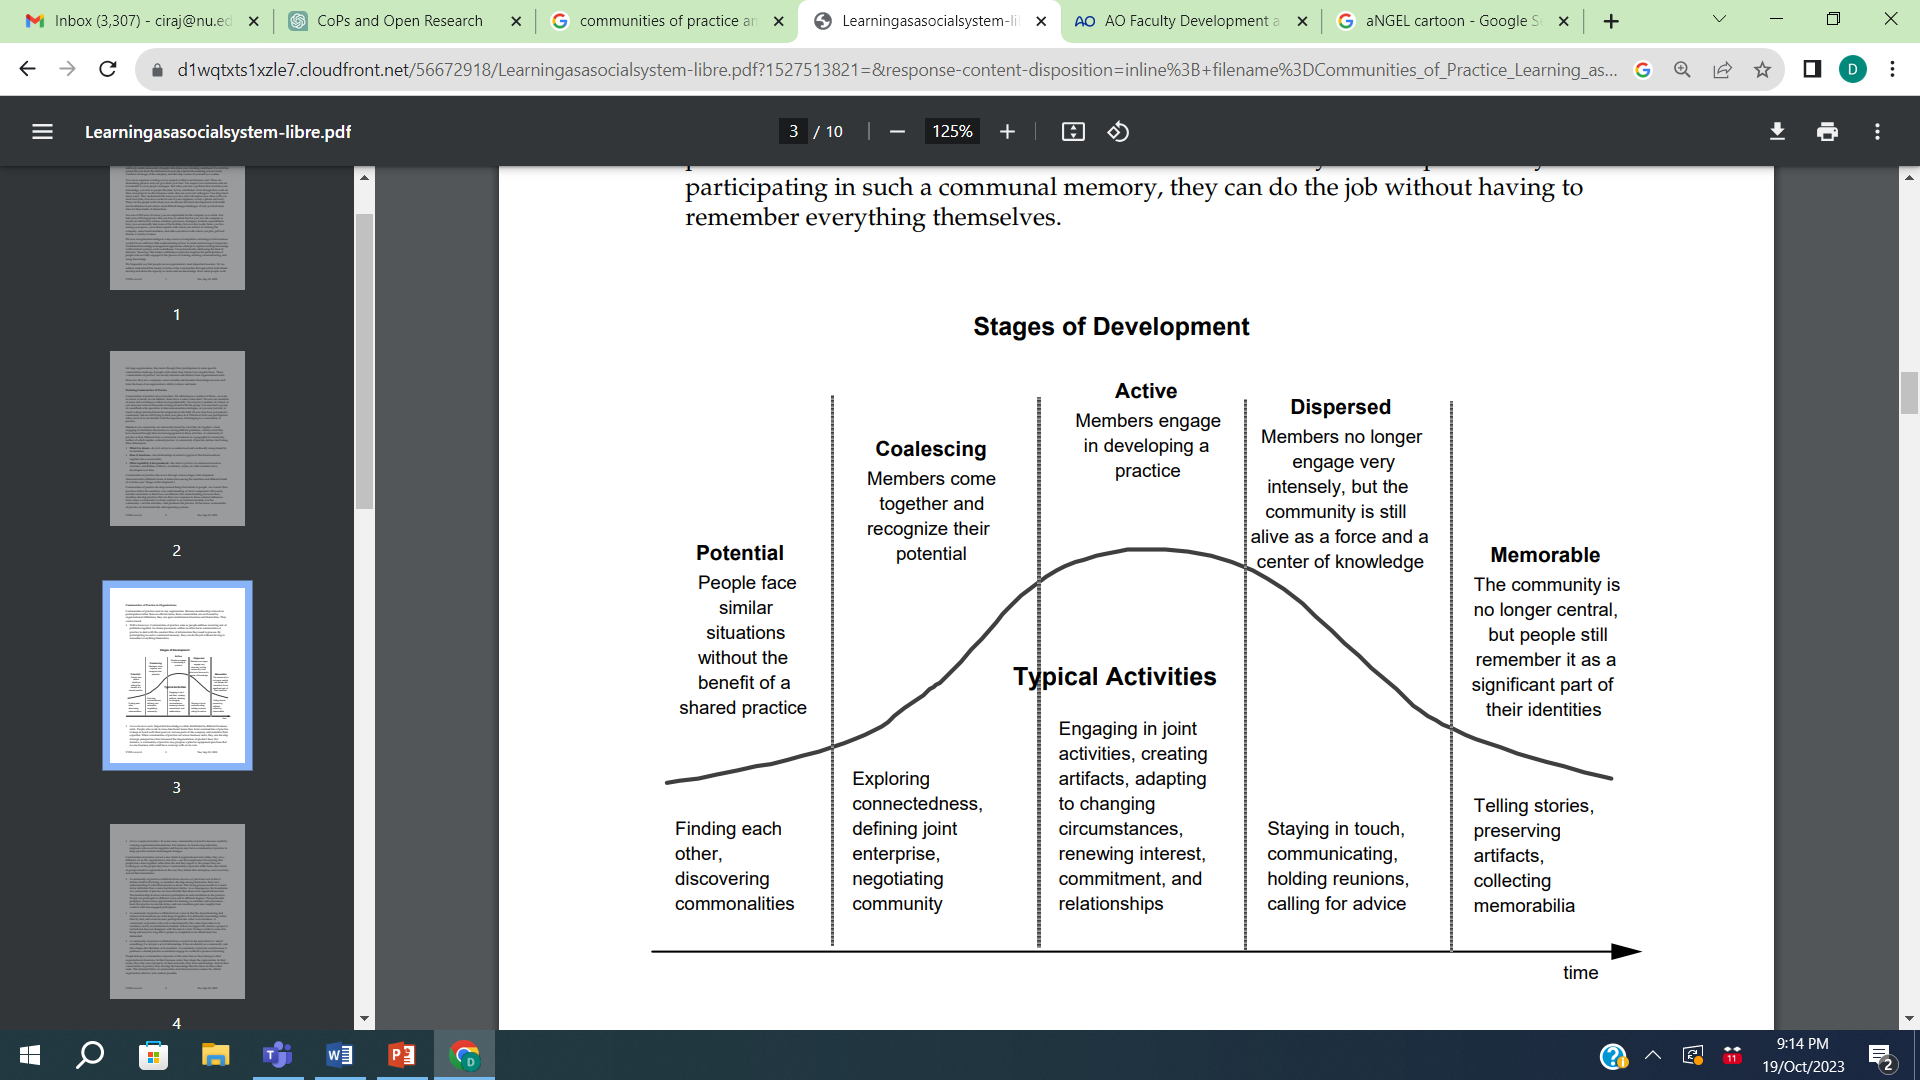 Inbox (3,307) - ciraj@nu.ed
CoPs and Open Research
communities of practice an
Learningasasocialsystem-li
AO Faculty Development a
aNGEL cartoon - Google Se
d1wqtxts1xzle7.cloudfront.net/56672918/Learningasasocialsystem-libre.pdf?1527513821=&response-content-disposition=inline%3B+filename%3DCommunities_of_Practice_Learning_as...
D
Learningasasocialsystem-libre.pdf
3 / 10
125%
1
2
3
4
participating in such a communal memory, they can do the job without having to
remember everything themselves.
Stages of Development
Potential
People face
similar
situations
without the
benefit of a
shared practice
Coalescing
Members come
together and
recognize their
potential
Active
Members engage
in developing a
practice
Dispersed
Members no longer
engage very
intensely, but the
community is still
alive as a force and a
center of knowledge
Memorable
The community is
no longer central,
but people still
remember it as a
significant part of
their identities
Typical Activities
Finding each
other,
discovering
commonalities
Exploring
connectedness,
defining joint
enterprise,
negotiating
community
Engaging in joint
activities, creating
artifacts, adapting
to changing
circumstances,
renewing interest,
commitment, and
relationships
Staying in touch,
communicating,
holding reunions,
calling for advice
Telling stories,
preserving
artifacts,
collecting
memorabilia
time
11
9:14 PM
19/Oct/2023
2